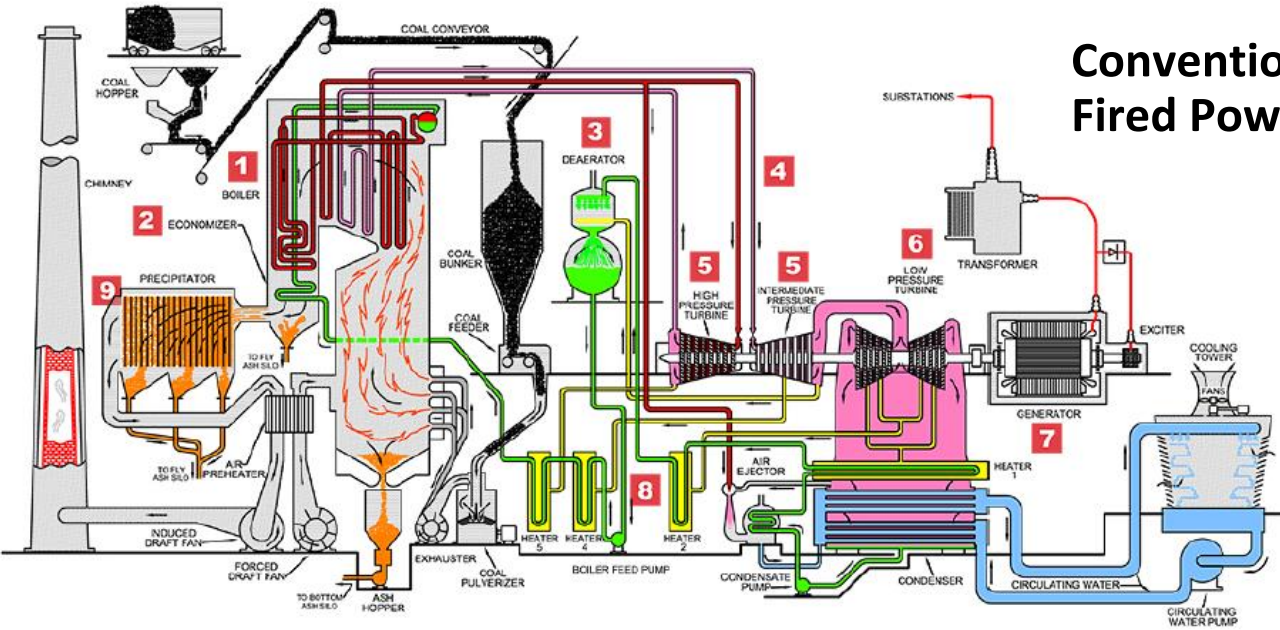 Conventio
Fired Pow
COAL CONVEYOR
COAL
HOPPER
SUBSTATIONS
3
DEAERATOR
1
BOILER
4
CHIMNEY
2
ECONOMIZER
6
LOW
PRESSURE
TURBINE
TRANSFORMER
COAL
BUNKER
5
HIGH
PRESSURE
TURBINE
5
INTERMEDIATE
PRESSURE
TURBINE
9
PRECIPITATOR
COAL
FEEDER
EXCITER
COOLING
TOWER
FANS
TO FLY
ASH SILO
GENERATOR
7
TO FLY
ASH SILO
AIR
PREHEATER
AIR
EJECTOR
HEATER
1
8
INDUCED
DRAFT FAN
FORCED
DRAFT FAN
EXHAUSTER
COAL
PULVERIZER
HEATER
5
HEATER
4
HEATER
2
BOILER FEED PUMP
CONDENSATE
PUMP
CONDENSER
CIRCULATING WATER
TO BOTTOM
ASH SILO
ASH
HOPPER
CIRCULATING
WATER PUMP